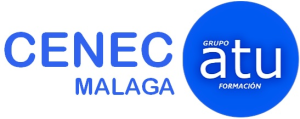 CENEC
MALAGA
GRUPO
atu
FORMACIÓN